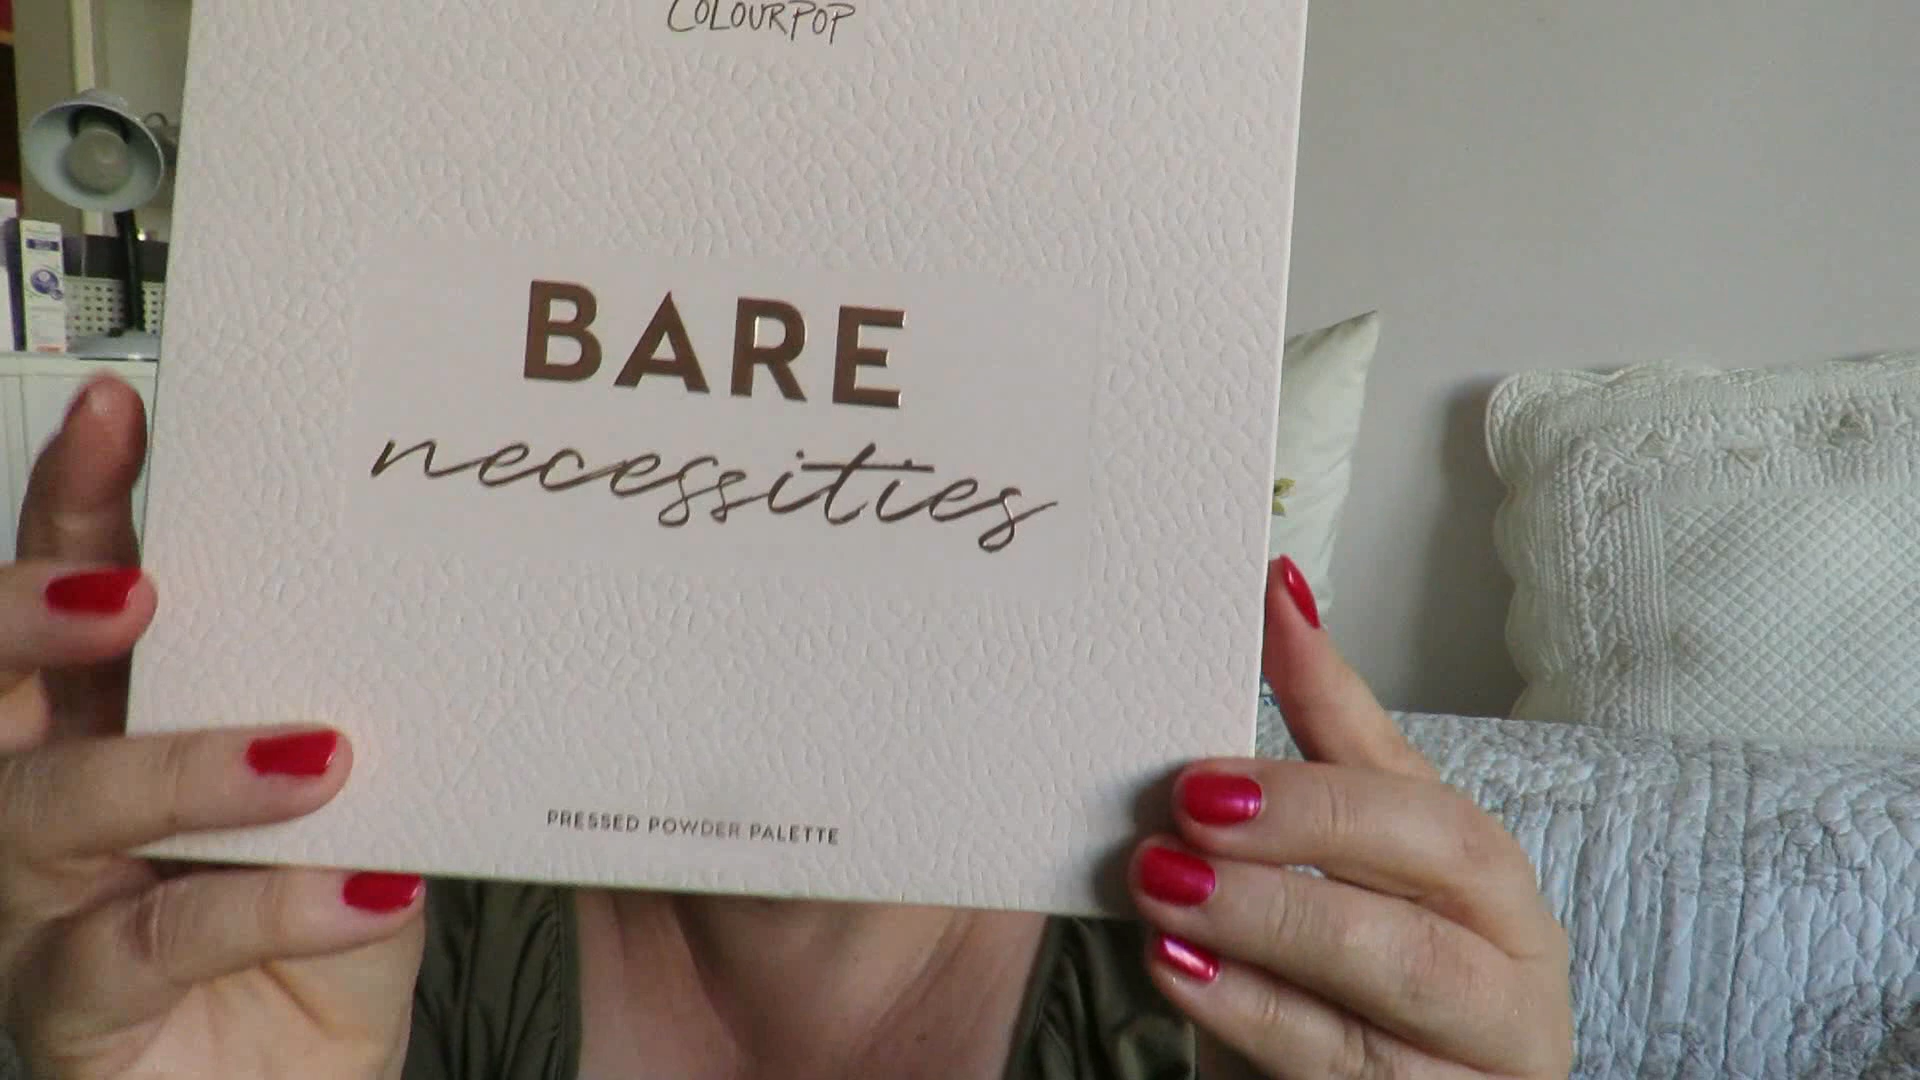 COLOURPOP
BARE
necessities
PRESSED POWDER PALETTE